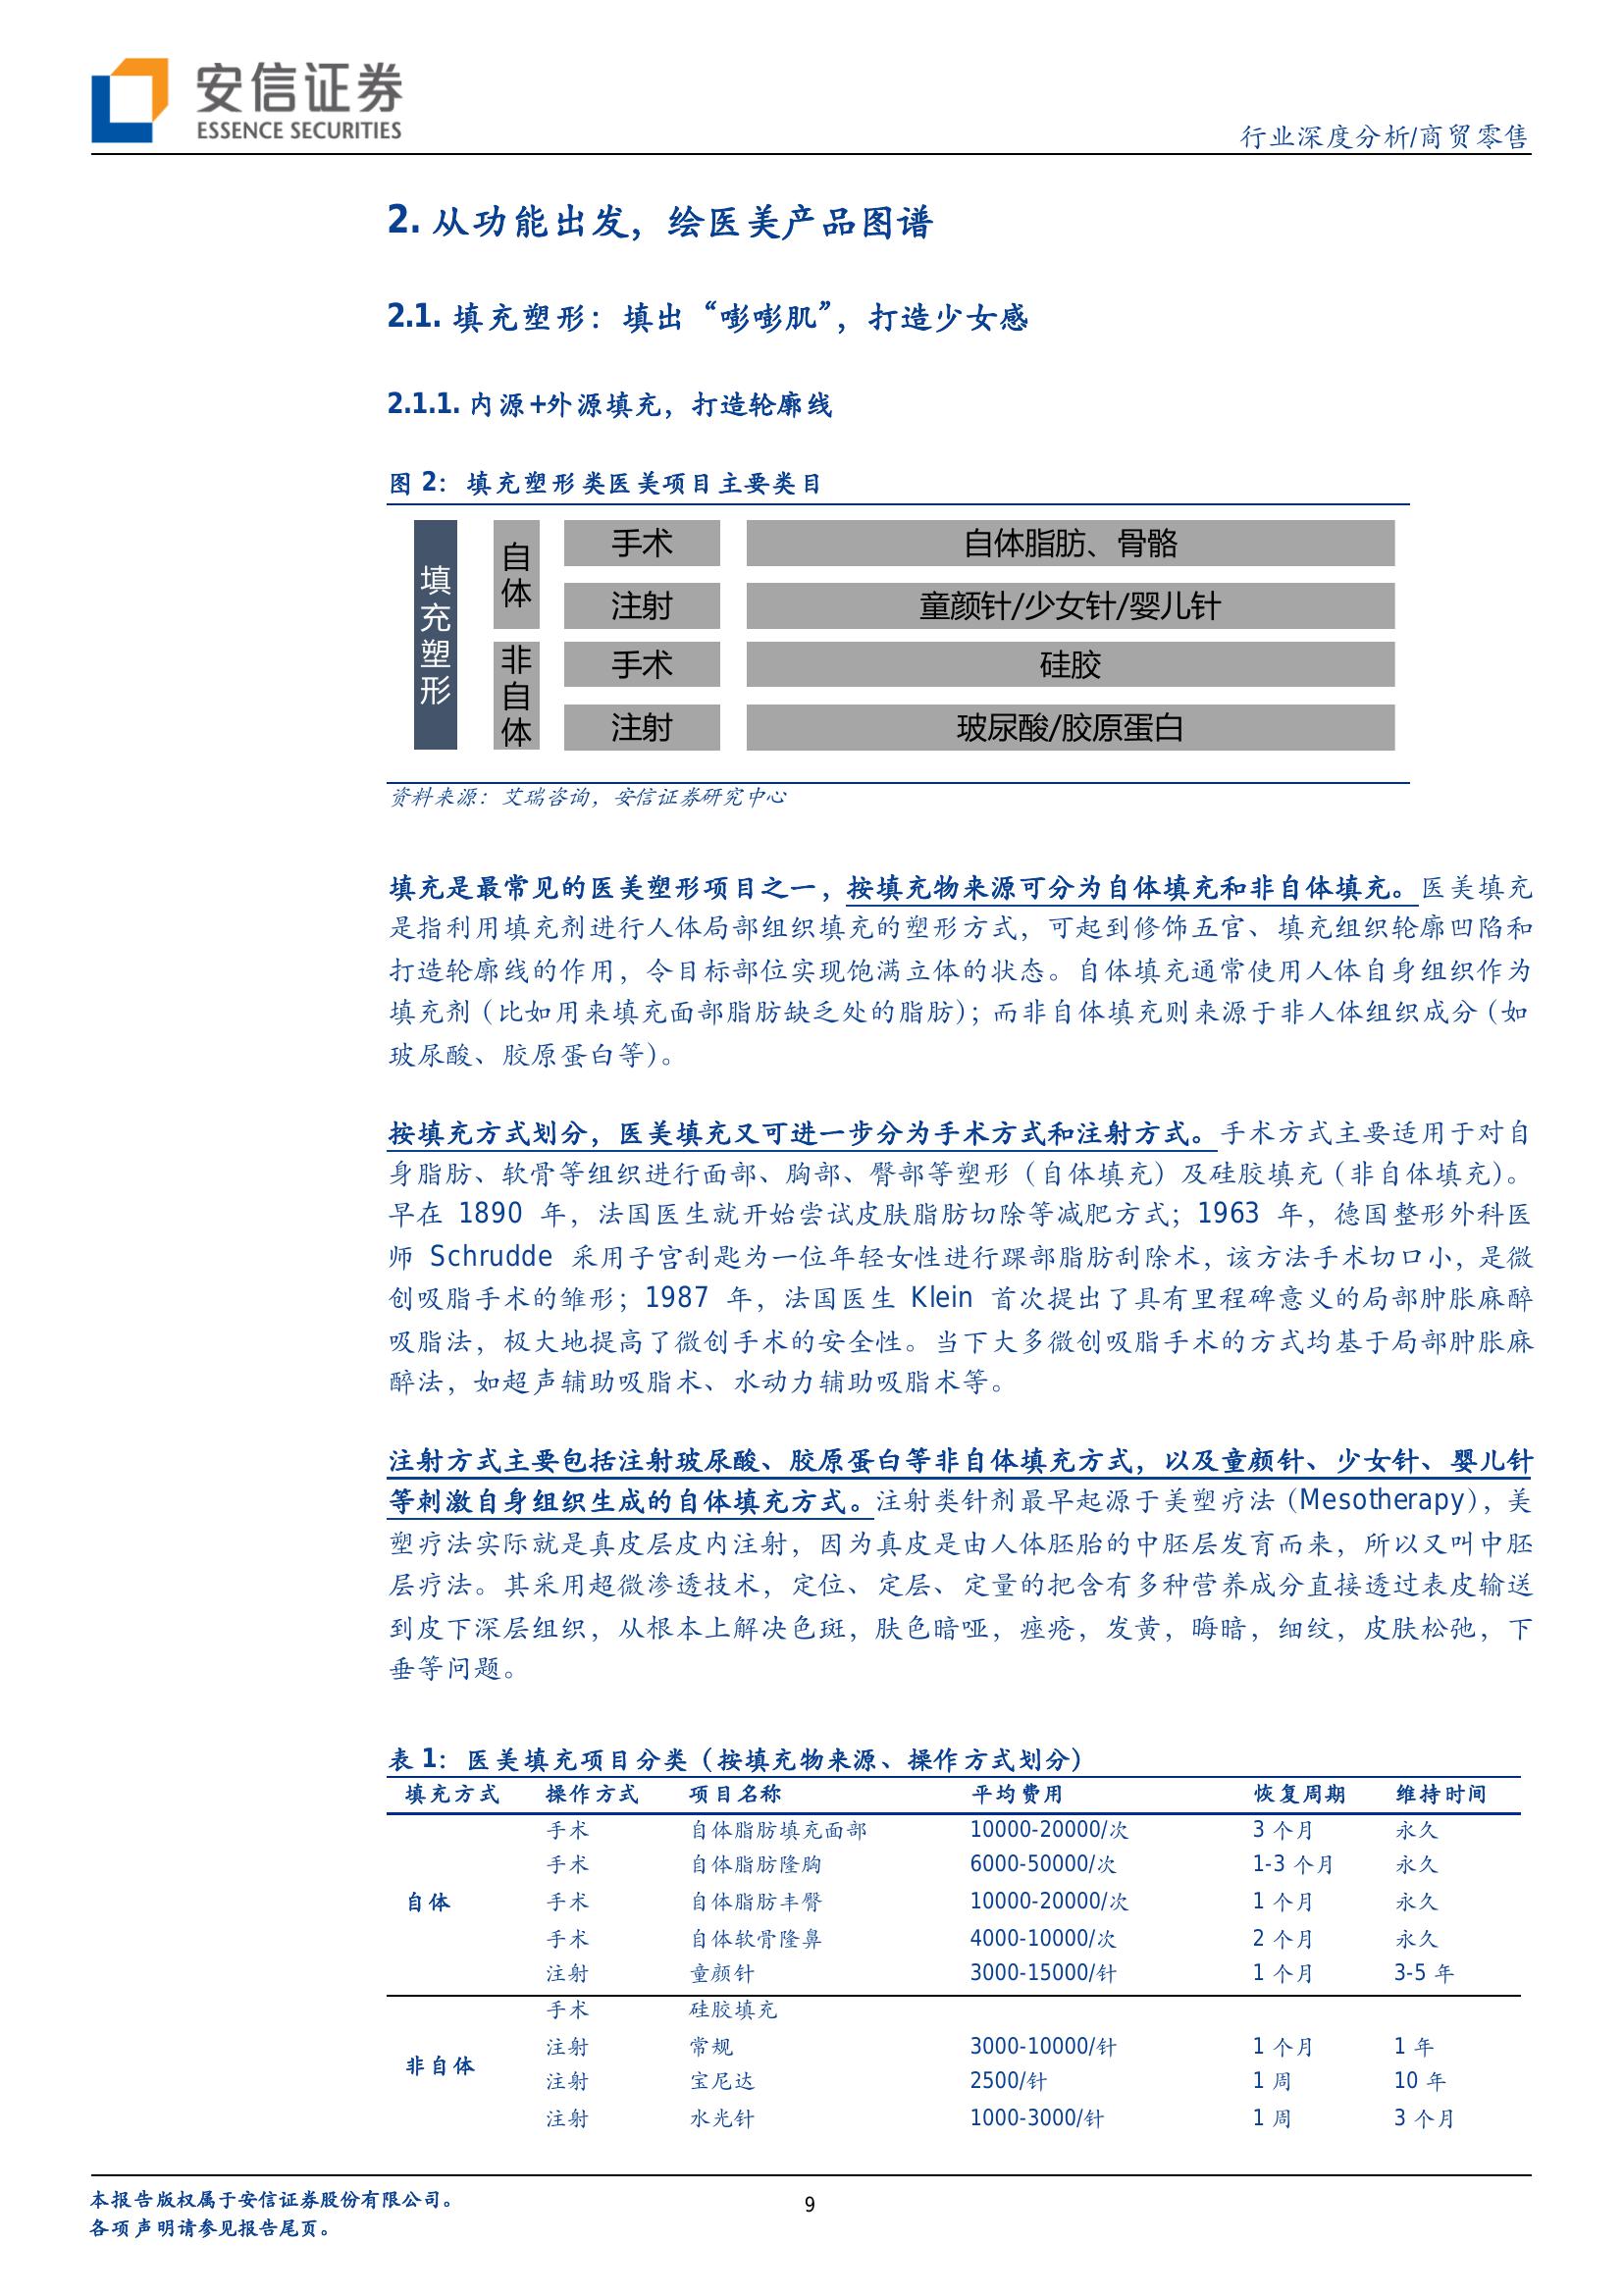 安信证券
ESSENCE SECURITIES
行业深度分析/商贸零售
2. 从功能出发，绘医美产品图谱
2.1. 填充塑形：填出“嘭嘭肌”，打造少女感
2.1.1. 内源+外源填充，打造轮廓线
图 2：填充塑形类医美项目主要类目
填充塑形
自体
手术
自体脂肪、骨骼
注射
童颜针/少女针/婴儿针
非自体
手术
硅胶
注射
玻尿酸/胶原蛋白
资料来源：艾瑞咨询，安信证券研究中心
填充是最常见的医美塑形项目之一，按填充物来源可分为自体填充和非自体填充。医美填充
是指利用填充剂进行人体局部组织填充的塑形方式，可起到修饰五官、填充组织轮廓凹陷和
打造轮廓线的作用，令目标部位实现饱满立体的状态。自体填充通常使用人体自身组织作为
填充剂（比如用来填充面部脂肪缺乏处的脂肪）；而非自体填充则来源于非人体组织成分（如
玻尿酸、胶原蛋白等）。
按填充方式划分，医美填充又可进一步分为手术方式和注射方式。手术方式主要适用于对自
身脂肪、软骨等组织进行面部、胸部、臀部等塑形（自体填充）及硅胶填充（非自体填充）。
早在 1890 年，法国医生就开始尝试皮肤脂肪切除等减肥方式；1963 年，德国整形外科医
师 Schrudde 采用子宫刮匙为一位年轻女性进行踝部脂肪刮除术，该方法手术切口小，是微
创吸脂手术的雏形；1987 年，法国医生 Klein 首次提出了具有里程碑意义的局部肿胀麻醉
吸脂法，极大地提高了微创手术的安全性。当下大多微创吸脂手术的方式均基于局部肿胀麻
醉法，如超声辅助吸脂术、水动力辅助吸脂术等。
注射方式主要包括注射玻尿酸、胶原蛋白等非自体填充方式，以及童颜针、少女针、婴儿针
等刺激自身组织生成的自体填充方式。注射类针剂最早起源于美塑疗法（Mesotherapy），美
塑疗法实际就是真皮层皮内注射，因为真皮是由人体胚胎的中胚层发育而来，所以又叫中胚
层疗法。其采用超微渗透技术，定位、定层、定量的把含有多种营养成分直接透过表皮输送
到皮下深层组织，从根本上解决色斑，肤色暗哑，痤疮，发黄，晦暗，细纹，皮肤松弛，下
垂等问题。
表 1：医美填充项目分类（按填充物来源、操作方式划分）
填充方式 操作方式 项目名称 平均费用 恢复周期 维持时间
手术 自体脂肪填充面部 10000-20000/次 3 个月 永久
手术 自体脂肪隆胸 6000-50000/次 1-3 个月 永久
自体 手术 自体脂肪丰臀 10000-20000/次 1 个月 永久
手术 自体软骨隆鼻 4000-10000/次 2 个月 永久
注射 童颜针 3000-15000/针 1 个月 3-5 年
手术 硅胶填充
注射 常规 3000-10000/针 1 个月 1 年
非自体
注射 宝尼达 2500/针 1 周 10 年
注射 水光针 1000-3000/针 1 周 3 个月
本报告版权属于安信证券股份有限公司。
9
各项声明请参见报告尾页。